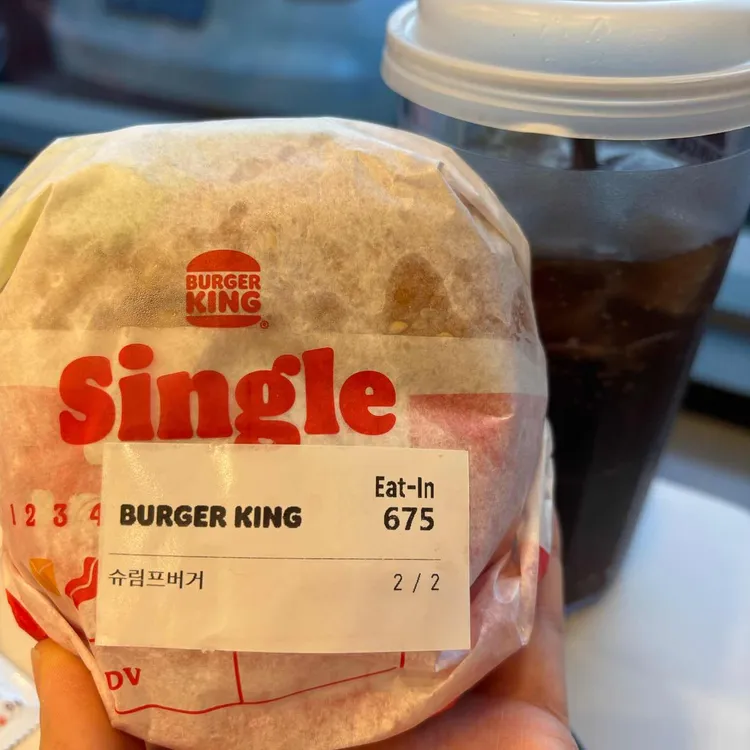 BURGER
KING
Single
1 2 3 4
Eat-In
BURGER KING 675
슈림프버거 2 / 2
DV